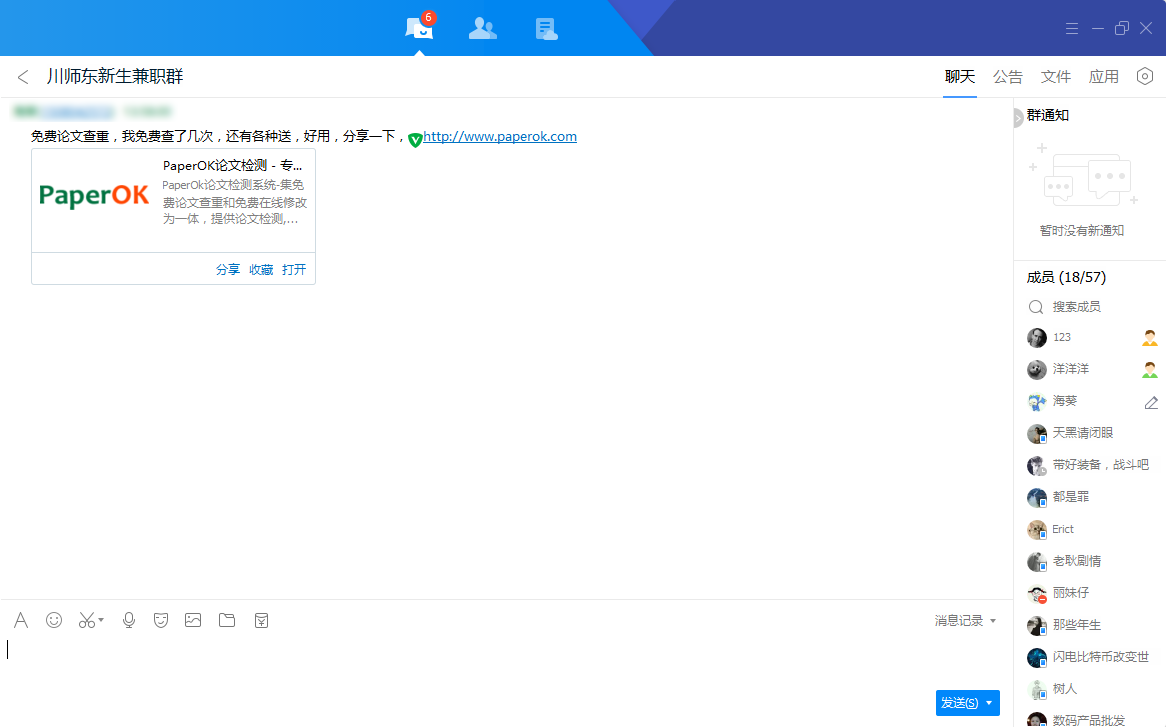 6
川师东新生兼职群
聊天 公告 文件 应用
免费论文查重，我免费查了几次，还有各种送，好用，分享一下，http://www.paperok.com
PaperOK
PaperOK论文检测 - 专...
PaperOK论文检测系统-集免
费论文查重和免费在线修改
为一体，提供论文检测,...
分享 收藏 打开
消息记录
发送(S)
群通知
暂时没有新通知
成员 (18/57)
搜索成员
123
洋洋洋
海葵
天黑请闭眼
带好装备，战斗吧
都是罪
Erict
老耿剧情
丽妹仔
那些年生
闪电比特币改变世
树人
数码产品批发